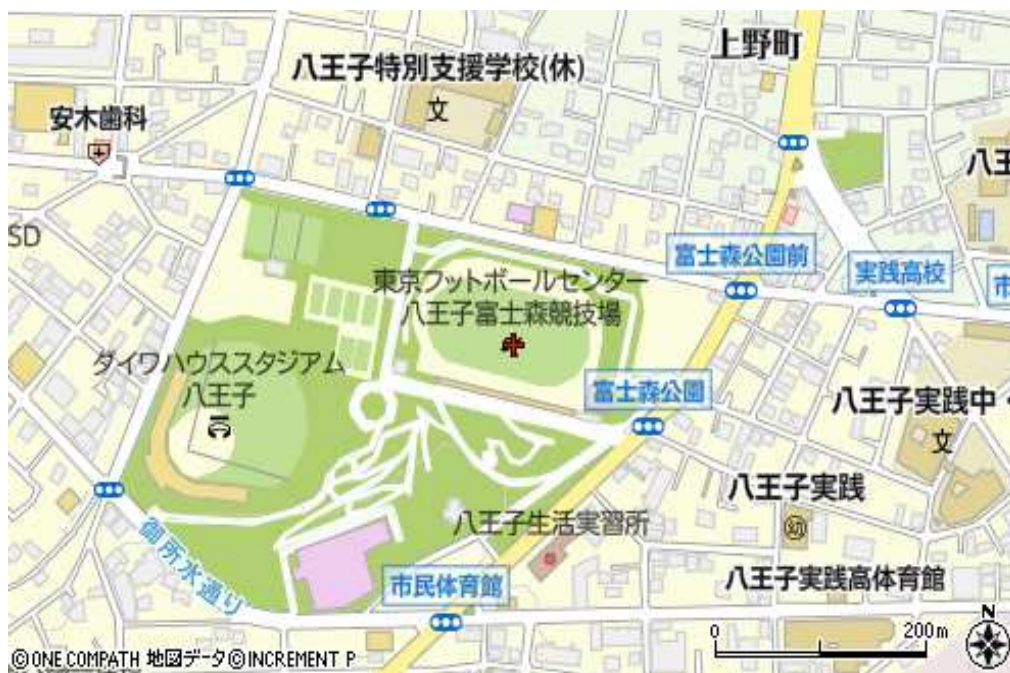 上野町
八王子特別支援学校(休)
文
安木歯科
八王
SD
富士森公園前
実践高校
市
東京フットボールセンター
八王子富士森競技場
ダイワハウススタジアム
八王子
富士森公園
八王子実践中・
文
八王子実践
幼
八王子生活実習所
御所水通り
市民体育館
八王子実践高体育館
N
0
200m
©ONE COMPATH 地図データ©INCREMENT P